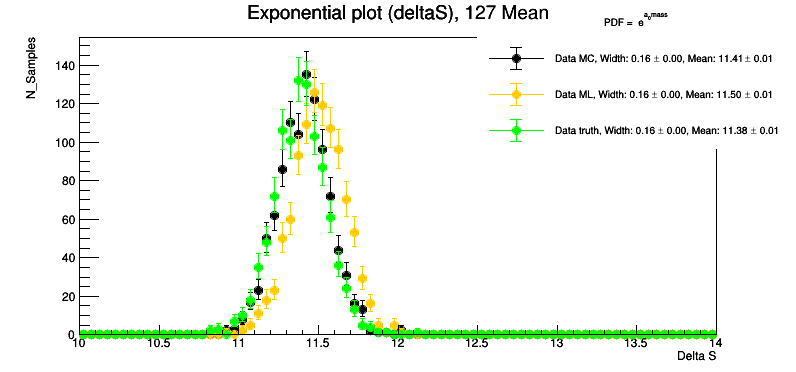 Exponential plot (deltaS), 127 Mean
PDF = e^{a_0mass}
N_Samples
Data MC, Width: 0.16 ± 0.00, Mean: 11.41 ± 0.01
Data ML, Width: 0.16 ± 0.00, Mean: 11.50 ± 0.01
Data truth, Width: 0.16 ± 0.00, Mean: 11.38 ± 0.01
140
120
100
80
60
40
20
0
10 10.5 11 11.5 12 12.5 13 13.5 14
Delta S